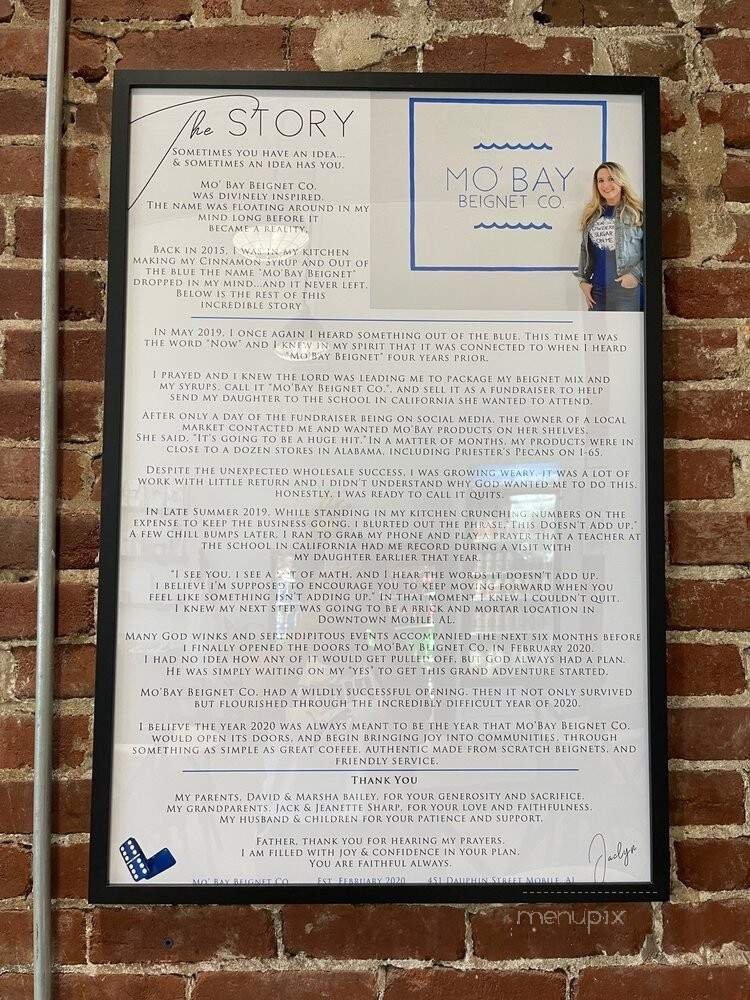 The STORY
SOMETIMES YOU HAVE AN IDEA...
& SOMETIMES AN IDEA HAS YOU.
MO' BAY BEIGNET CO.
WAS DIVINELY INSPIRED.
THE NAME WAS FLOATING AROUND IN MY
MIND LONG BEFORE IT
BECAME A REALITY.
BACK IN 2015, I WAS IN MY KITCHEN
MAKING MY CINNAMON SYRUP AND OUT OF
THE BLUE THE NAME "MO'BAY BEIGNET"
DROPPED IN MY MIND...AND IT NEVER LEFT.
BELOW IS THE REST OF THIS
INCREDIBLE STORY
MO' BAY
BEIGNET CO.
POWDERED
SUGAR
ON ME
IN MAY 2019, I ONCE AGAIN I HEARD SOMETHING OUT OF THE BLUE. THIS TIME IT WAS
THE WORD "NOW" AND I KNEW IN MY SPIRIT THAT IT WAS CONNECTED TO WHEN I HEARD
"MO'BAY BEIGNET" FOUR YEARS PRIOR.
I PRAYED AND I KNEW THE LORD WAS LEADING ME TO PACKAGE MY BEIGNET MIX AND
MY SYRUPS, CALL IT "MO'BAY BEIGNET CO.", AND SELL IT AS A FUNDRAISER TO HELP
SEND MY DAUGHTER TO THE SCHOOL IN CALIFORNIA SHE WANTED TO ATTEND.
AFTER ONLY A DAY OF THE FUNDRAISER BEING ON SOCIAL MEDIA, THE OWNER OF A LOCAL
MARKET CONTACTED ME AND WANTED MO'BAY PRODUCTS ON HER SHELVES.
SHE SAID, "IT'S GOING TO BE A HUGE HIT." IN A MATTER OF MONTHS, MY PRODUCTS WERE IN
CLOSE TO A DOZEN STORES IN ALABAMA, INCLUDING PRIESTER'S PECANS ON I-65.
DESPITE THE UNEXPECTED WHOLESALE SUCCESS, I WAS GROWING WEARY. IT WAS A LOT OF
WORK WITH LITTLE RETURN AND I DIDN'T UNDERSTAND WHY GOD WANTED ME TO DO THIS.
HONESTLY, I WAS READY TO CALL IT QUITS.
IN LATE SUMMER 2019, WHILE STANDING IN MY KITCHEN CRUNCHING NUMBERS ON THE
EXPENSE TO KEEP THE BUSINESS GOING, I BLURTED OUT THE PHRASE,"THIS DOESN'T ADD UP."
A FEW CHILL BUMPS LATER, I RAN TO GRAB MY PHONE AND PLAY A PRAYER THAT A TEACHER AT
THE SCHOOL IN CALIFORNIA HAD ME RECORD DURING A VISIT WITH
MY DAUGHTER EARLIER THAT YEAR.
"I SEE YOU, I SEE A LOT OF MATH, AND I HEAR THE WORDS IT DOESN'T ADD UP.
I BELIEVE I'M SUPPOSED TO ENCOURAGE YOU TO KEEP MOVING FORWARD WHEN YOU
FEEL LIKE SOMETHING ISN'T ADDING UP." IN THAT MOMENT I KNEW I COULDN'T QUIT.
I KNEW MY NEXT STEP WAS GOING TO BE A BRICK AND MORTAR LOCATION IN
DOWNTOWN MOBILE, AL.
MANY GOD WINKS AND SERENDIPITOUS EVENTS ACCOMPANIED THE NEXT SIX MONTHS BEFORE
I FINALLY OPENED THE DOORS TO MO'BAY BEIGNET CO. IN FEBRUARY 2020.
I HAD NO IDEA HOW ANY OF IT WOULD GET PULLED OFF, BUT GOD ALWAYS HAD A PLAN.
HE WAS SIMPLY WAITING ON MY "YES" TO GET THIS GRAND ADVENTURE STARTED.
MO'BAY BEIGNET CO. HAD A WILDLY SUCCESSFUL OPENING. THEN IT NOT ONLY SURVIVED
BUT FLOURISHED THROUGH THE INCREDIBLY DIFFICULT YEAR OF 2020.
I BELIEVE THE YEAR 2020 WAS ALWAYS MEANT TO BE THE YEAR THAT MO'BAY BEIGNET CO.
WOULD OPEN ITS DOORS, AND BEGIN BRINGING JOY INTO COMMUNITIES, THROUGH
SOMETHING AS SIMPLE AS GREAT COFFEE, AUTHENTIC MADE FROM SCRATCH BEIGNETS, AND
FRIENDLY SERVICE.
THANK YOU
MY PARENTS, DAVID & MARSHA BAILEY, FOR YOUR GENEROSITY AND SACRIFICE.
MY GRANDPARENTS, JACK & JEANETTE SHARP, FOR YOUR LOVE AND FAITHFULNESS.
MY HUSBAND & CHILDREN FOR YOUR PATIENCE AND SUPPORT.
FATHER, THANK YOU FOR HEARING MY PRAYERS.
I AM FILLED WITH JOY & CONFIDENCE IN YOUR PLAN.
YOU ARE FAITHFUL ALWAYS.
Jaclyn
MO' BAY BEIGNET CO. EST. FEBRUARY 2020 451 DAUPHIN STREET MOBILE, AL
menupix